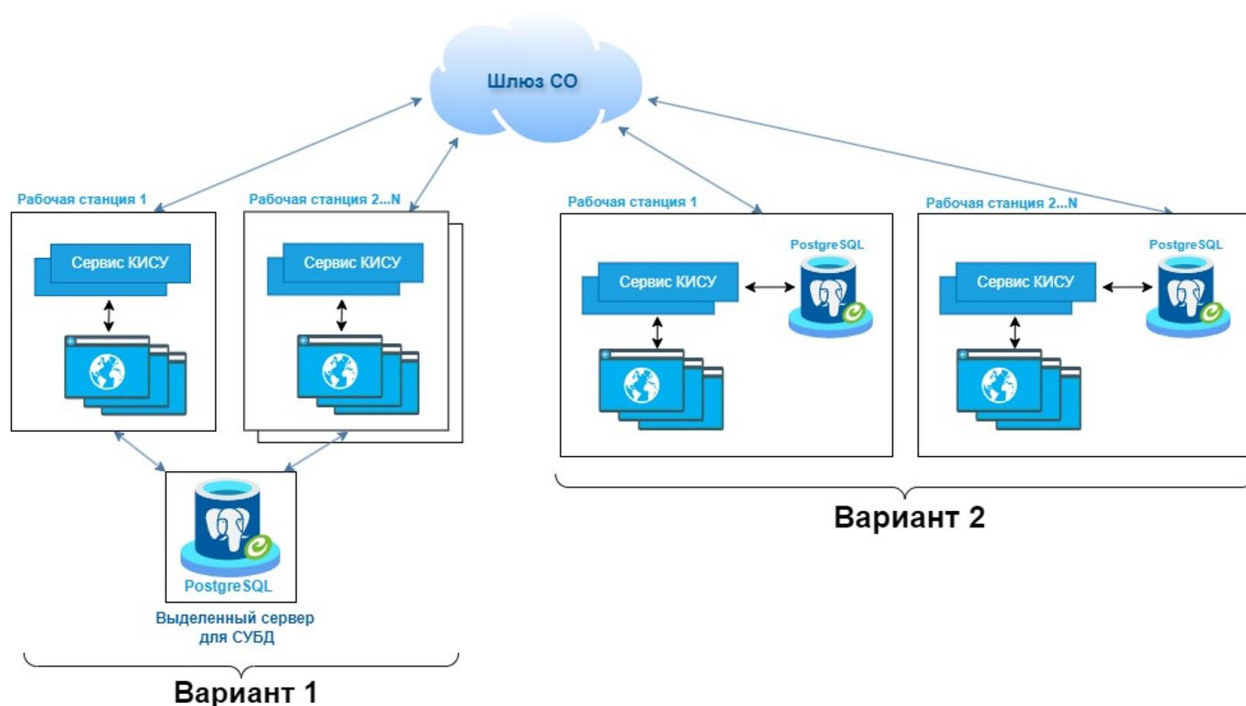 Шлюз СО
Рабочая станция 1
Сервис КИСУ
Рабочая станция 2...N
Сервис КИСУ
PostgreSQL
Выделенный сервер
для СУБД
Вариант 1
Рабочая станция 1
PostgreSQL
Сервис КИСУ
Рабочая станция 2...N
PostgreSQL
Сервис КИСУ
Вариант 2